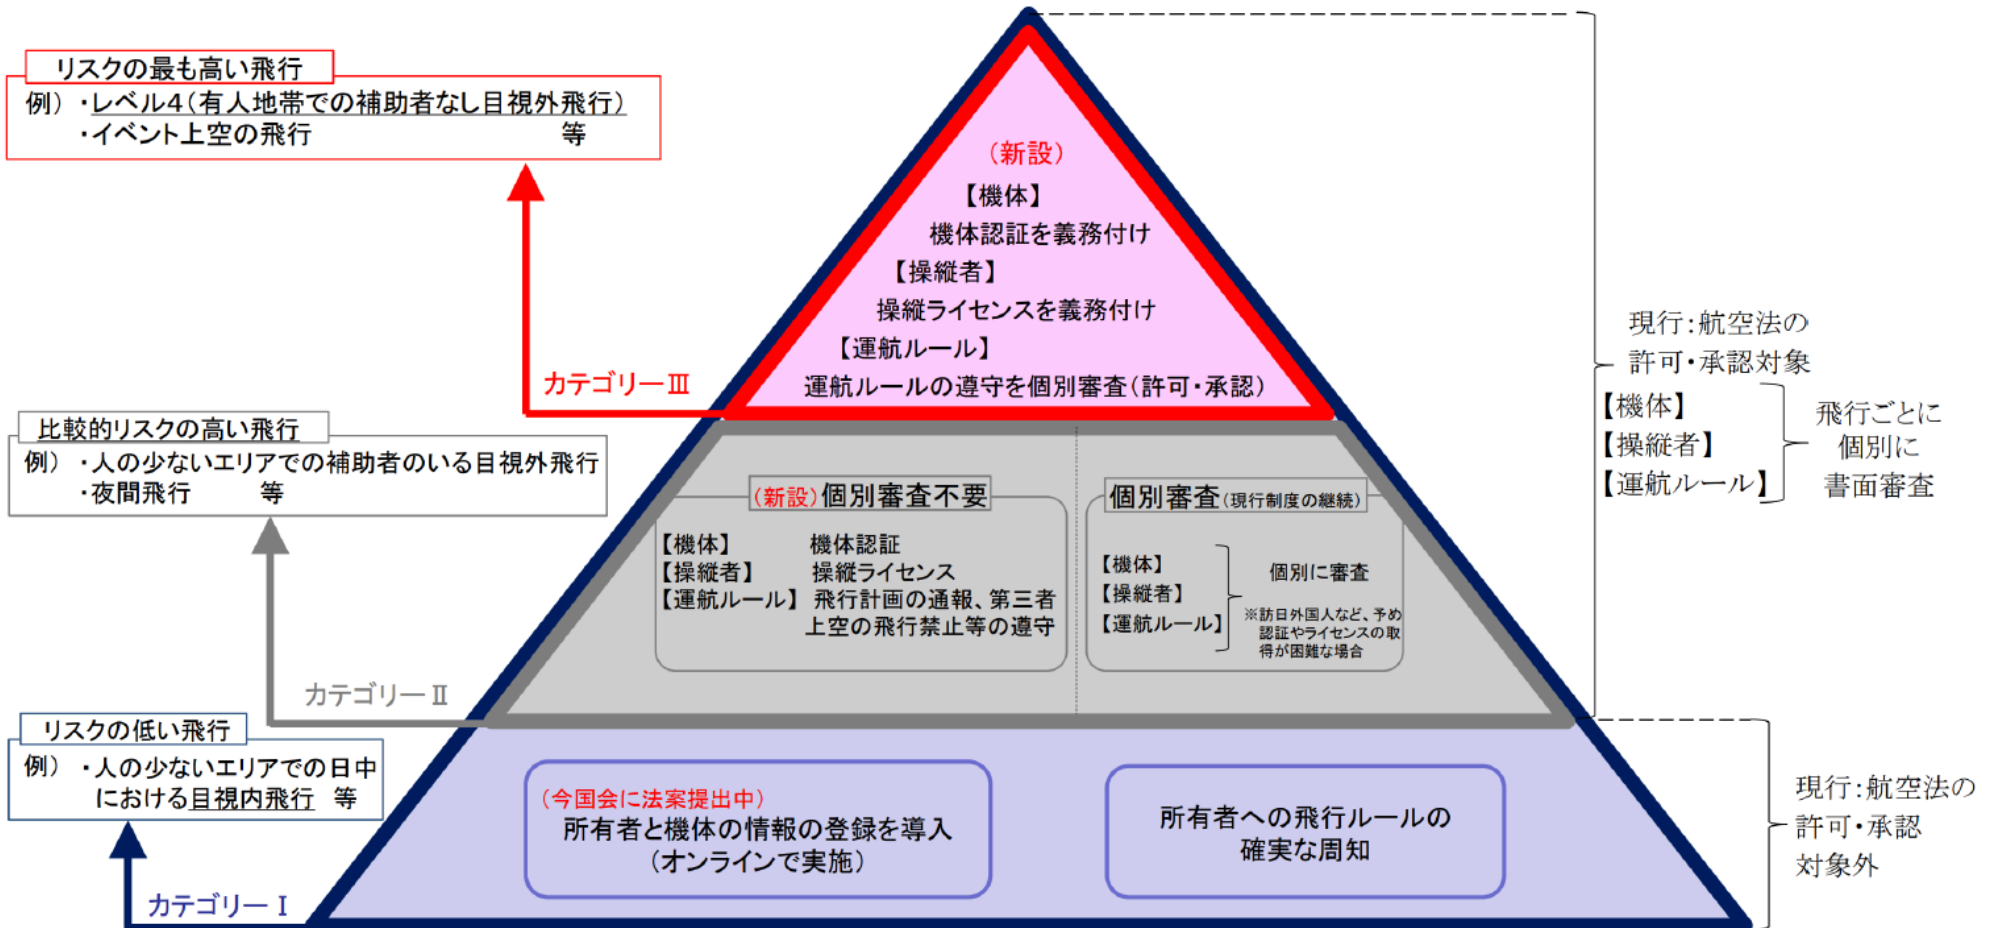 リスクの最も高い飛行
例）・レベル4（有人地帯での補助者なし目視外飛行）
・イベント上空の飛行　等
カテゴリーⅢ
（新設）
【機体】
機体認証を義務付け
【操縦者】
操縦ライセンスを義務付け
【運航ルール】
運航ルールの遵守を個別審査（許可・承認）
比較的リスクの高い飛行
例）・人の少ないエリアでの補助者のいる目視外飛行
・夜間飛行　等
カテゴリーⅡ
（新設）個別審査不要
【機体】　機体認証
【操縦者】　操縦ライセンス
【運航ルール】飛行計画の通報、第三者
上空の飛行禁止等の遵守
個別審査（現行制度の継続）
【機体】
【操縦者】
【運航ルール】
個別に審査
※訪日外国人など、予め
認証やライセンスの取
得が困難な場合
リスクの低い飛行
例）・人の少ないエリアでの日中
における目視内飛行　等
カテゴリーⅠ
（今国会に法案提出中）
所有者と機体の情報の登録を導入
（オンラインで実施）
所有者への飛行ルールの
確実な周知
現行：航空法の
許可・承認対象
【機体】
【操縦者】
【運航ルール】
飛行ごとに
個別に
書面審査
現行：航空法の
許可・承認
対象外